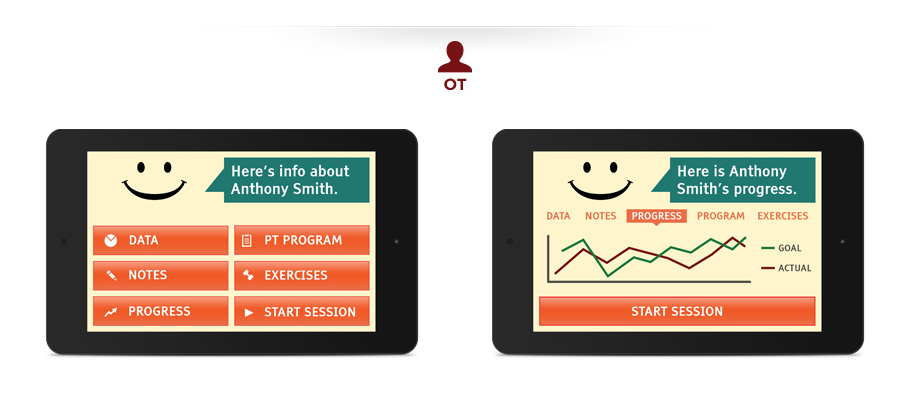 OT
Here's info about
Anthony Smith.
DATA
PT PROGRAM
NOTES
EXERCISES
PROGRESS
START SESSION
Here is Anthony
Smith's progress.
DATA NOTES PROGRESS PROGRAM EXERCISES
GOAL
ACTUAL
START SESSION